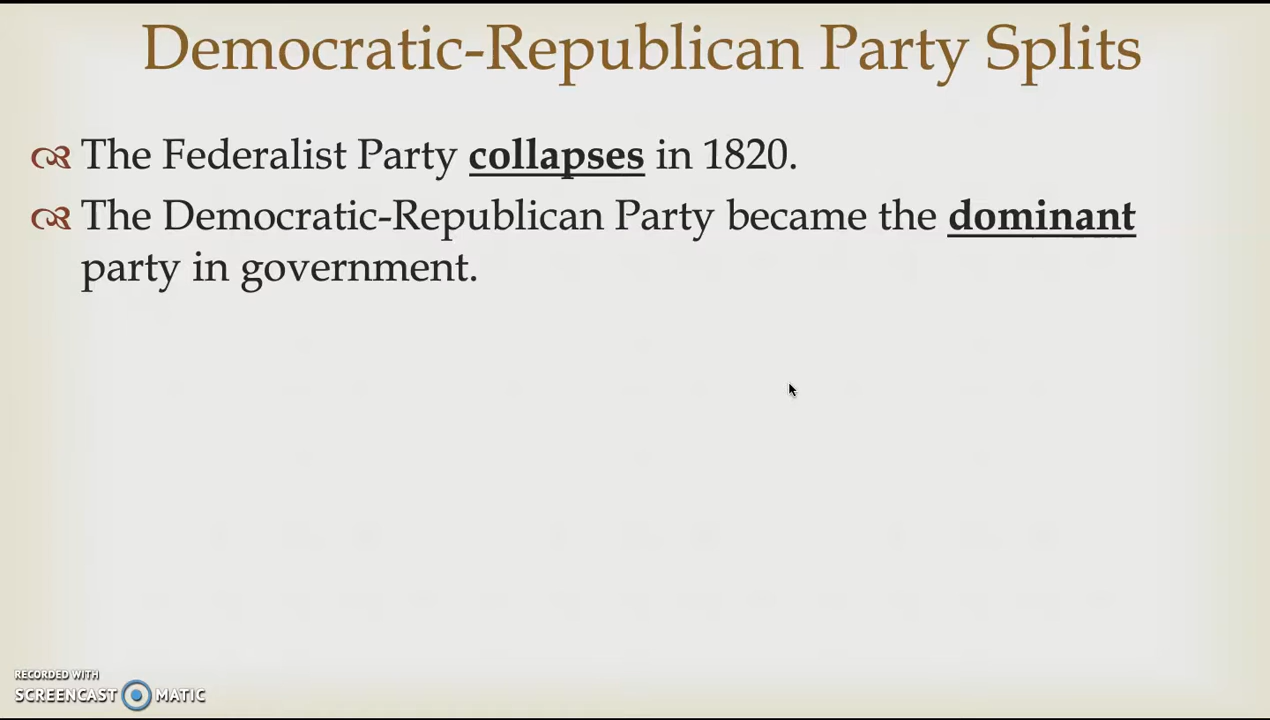 Democratic-Republican Party Splits
The Federalist Party collapses in 1820.
The Democratic-Republican Party became the dominant
party in government.
RECORDED WITH
SCREENCAST MATIC